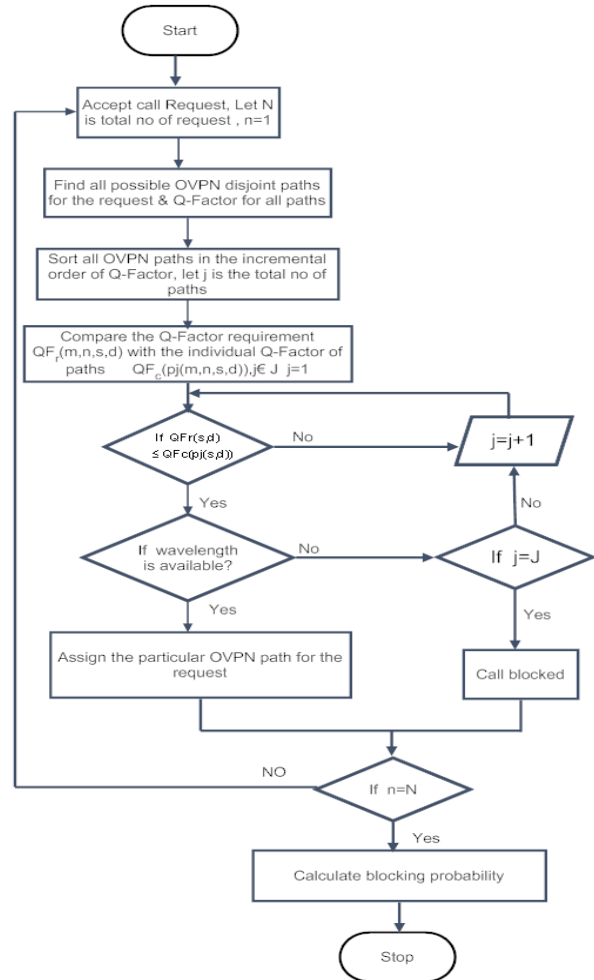 Start
Accept call Request, Let N
is total no of request , n=1
Find all possible OVPN disjoint paths
for the request & Q-Factor for all paths
Sort all OVPN paths in the incremental
order of Q-Factor, let j is the total no of
paths
Compare the Q-Factor requirement
QFr(m,n,s,d) with the individual Q-Factor of
paths QFc(pj(m,n,s,d)),j€ J j=1
If QFr(s,d)
≤ QFc(pj(s,d))
No
j=j+1
Yes
No
If wavelength
is available?
No
If j=J
Yes
Yes
Assign the particular OVPN path for the
request
Call blocked
NO
If n=N
Yes
Calculate blocking probability
Stop